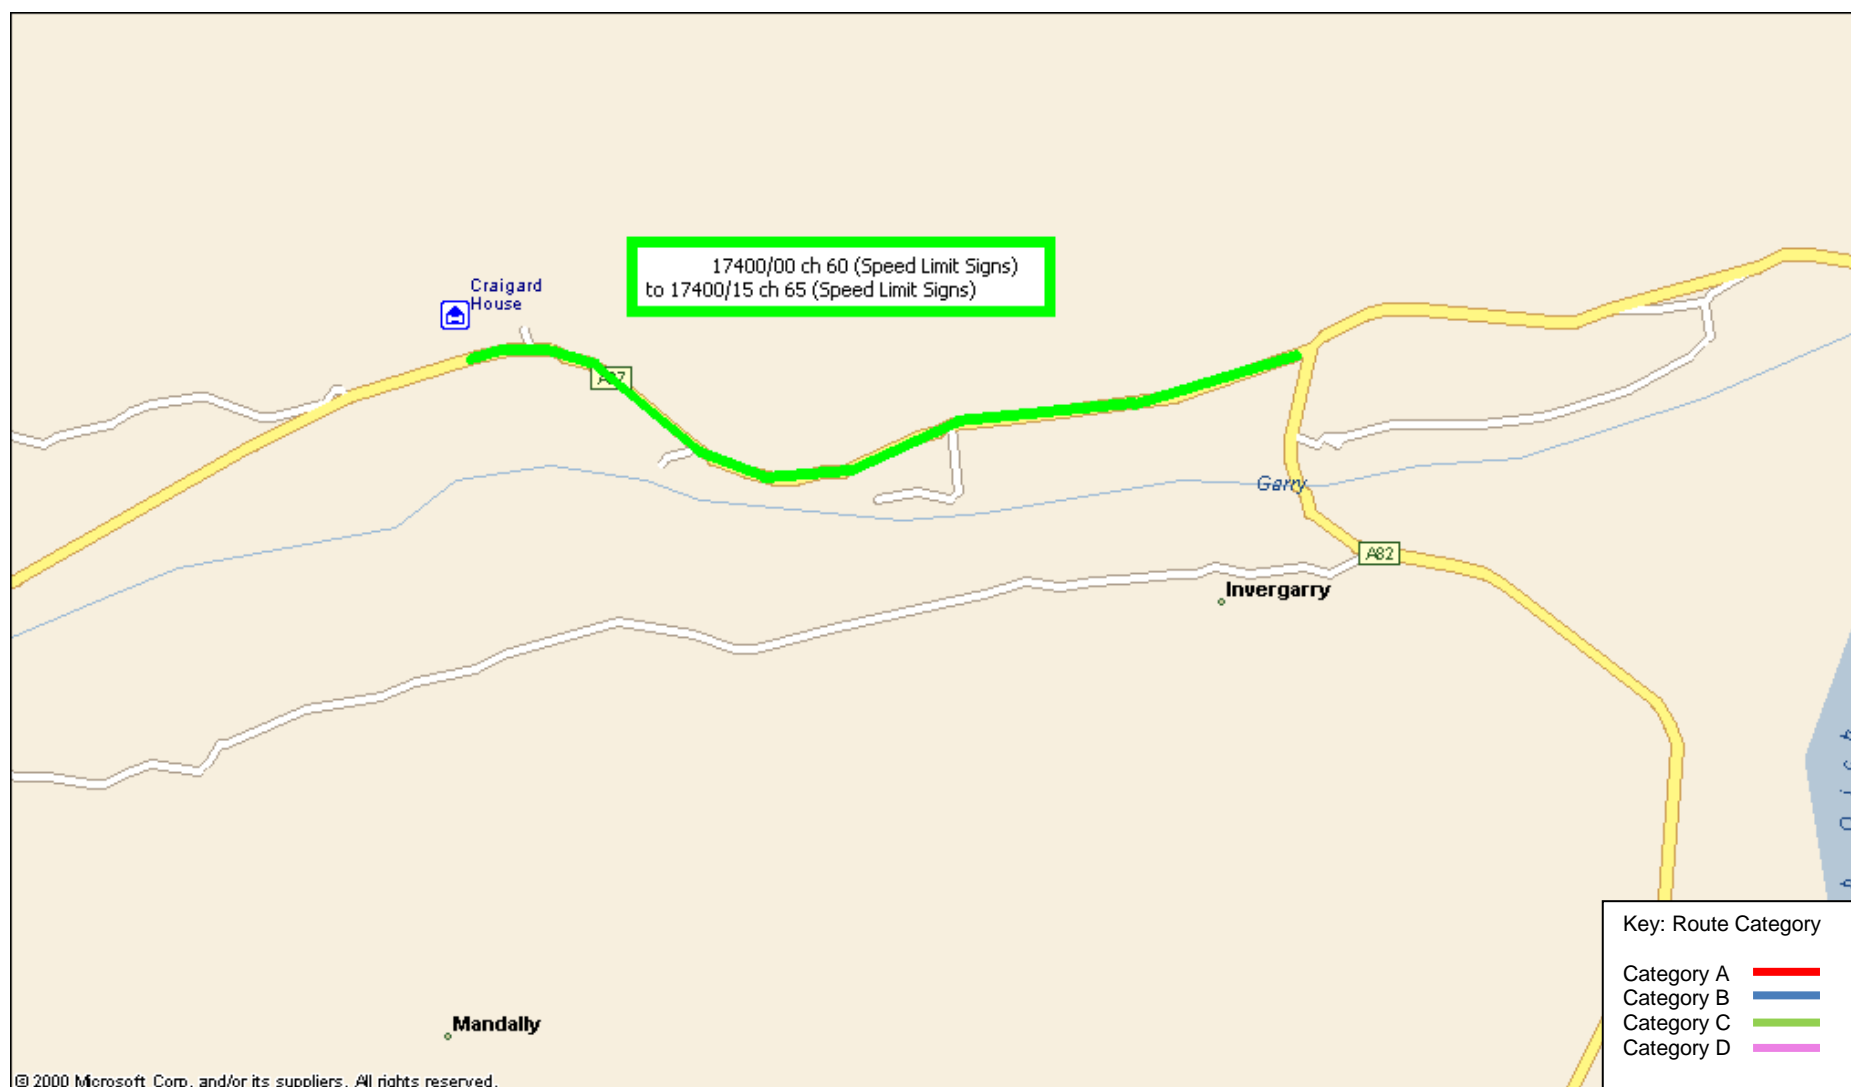 17400/00 ch 60 (Speed Limit Signs)
to 17400/15 ch 65 (Speed Limit Signs)
Craigard
House
Garry
A82
Invergarry
Mandally
Key: Route Category
Category A
Category B
Category C
Category D
© 2000 Microsoft Corp. and/or its suppliers. All rights reserved.